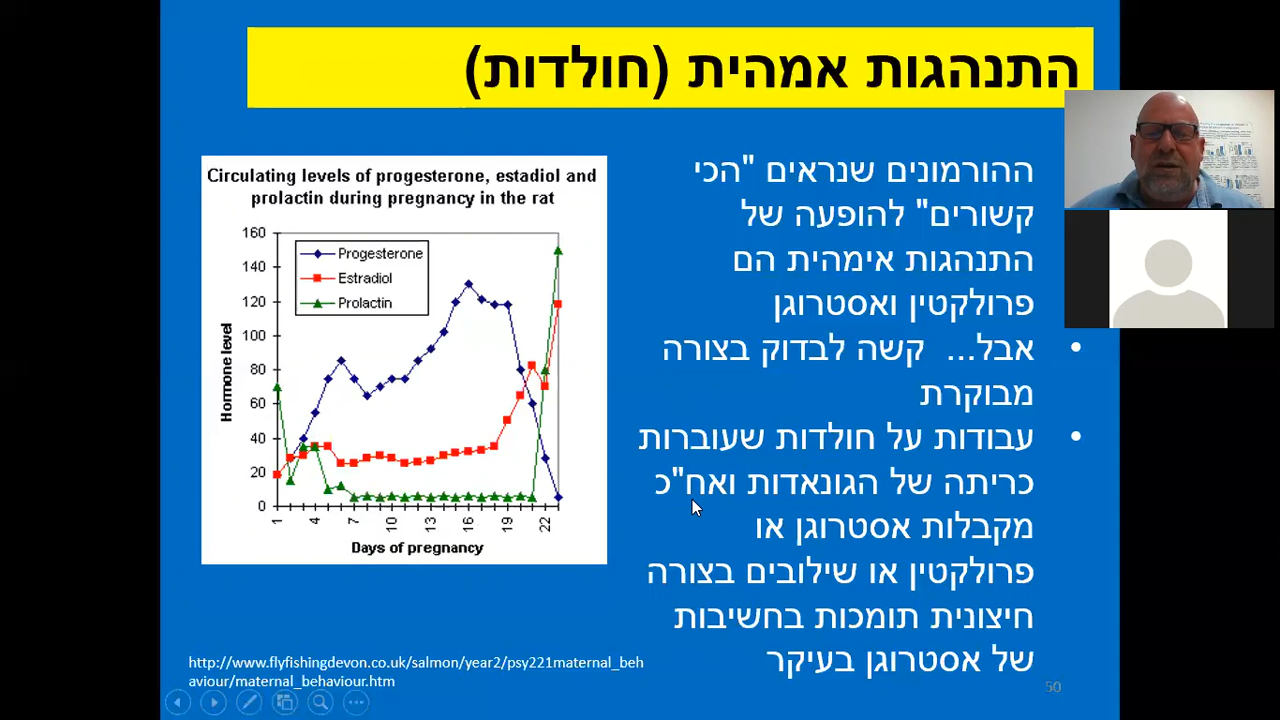 התנהגות אמהית (חולדות)
ההורמונים שנראים "הכי
קשורים" להופעה של
התנהגות אימהית הם
פרולקטין ואסטרוגן
• אבל... קשה לבדוק בצורה
מבוקרת
• עבודות על חולדות שעוברות
כריתה של הגונאדות ואח"כ
מקבלות אסטרוגן או
פרולקטין או שילובים בצורה
חיצונית תומכות בחשיבות
של אסטרוגן בעיקר
Circulating levels of progesterone, estadiol and
prolactin during pregnancy in the rat
Progesterone
Estradiol
Prolactin
Hormone level
160
140
120
100
80
60
40
20
0
1 4 7 10 13 16 19 22
Days of pregnancy
http://www.flyfishingdevon.co.uk/salmon/year2/psy221maternal_beh
aviour/maternal_behaviour.htm
50